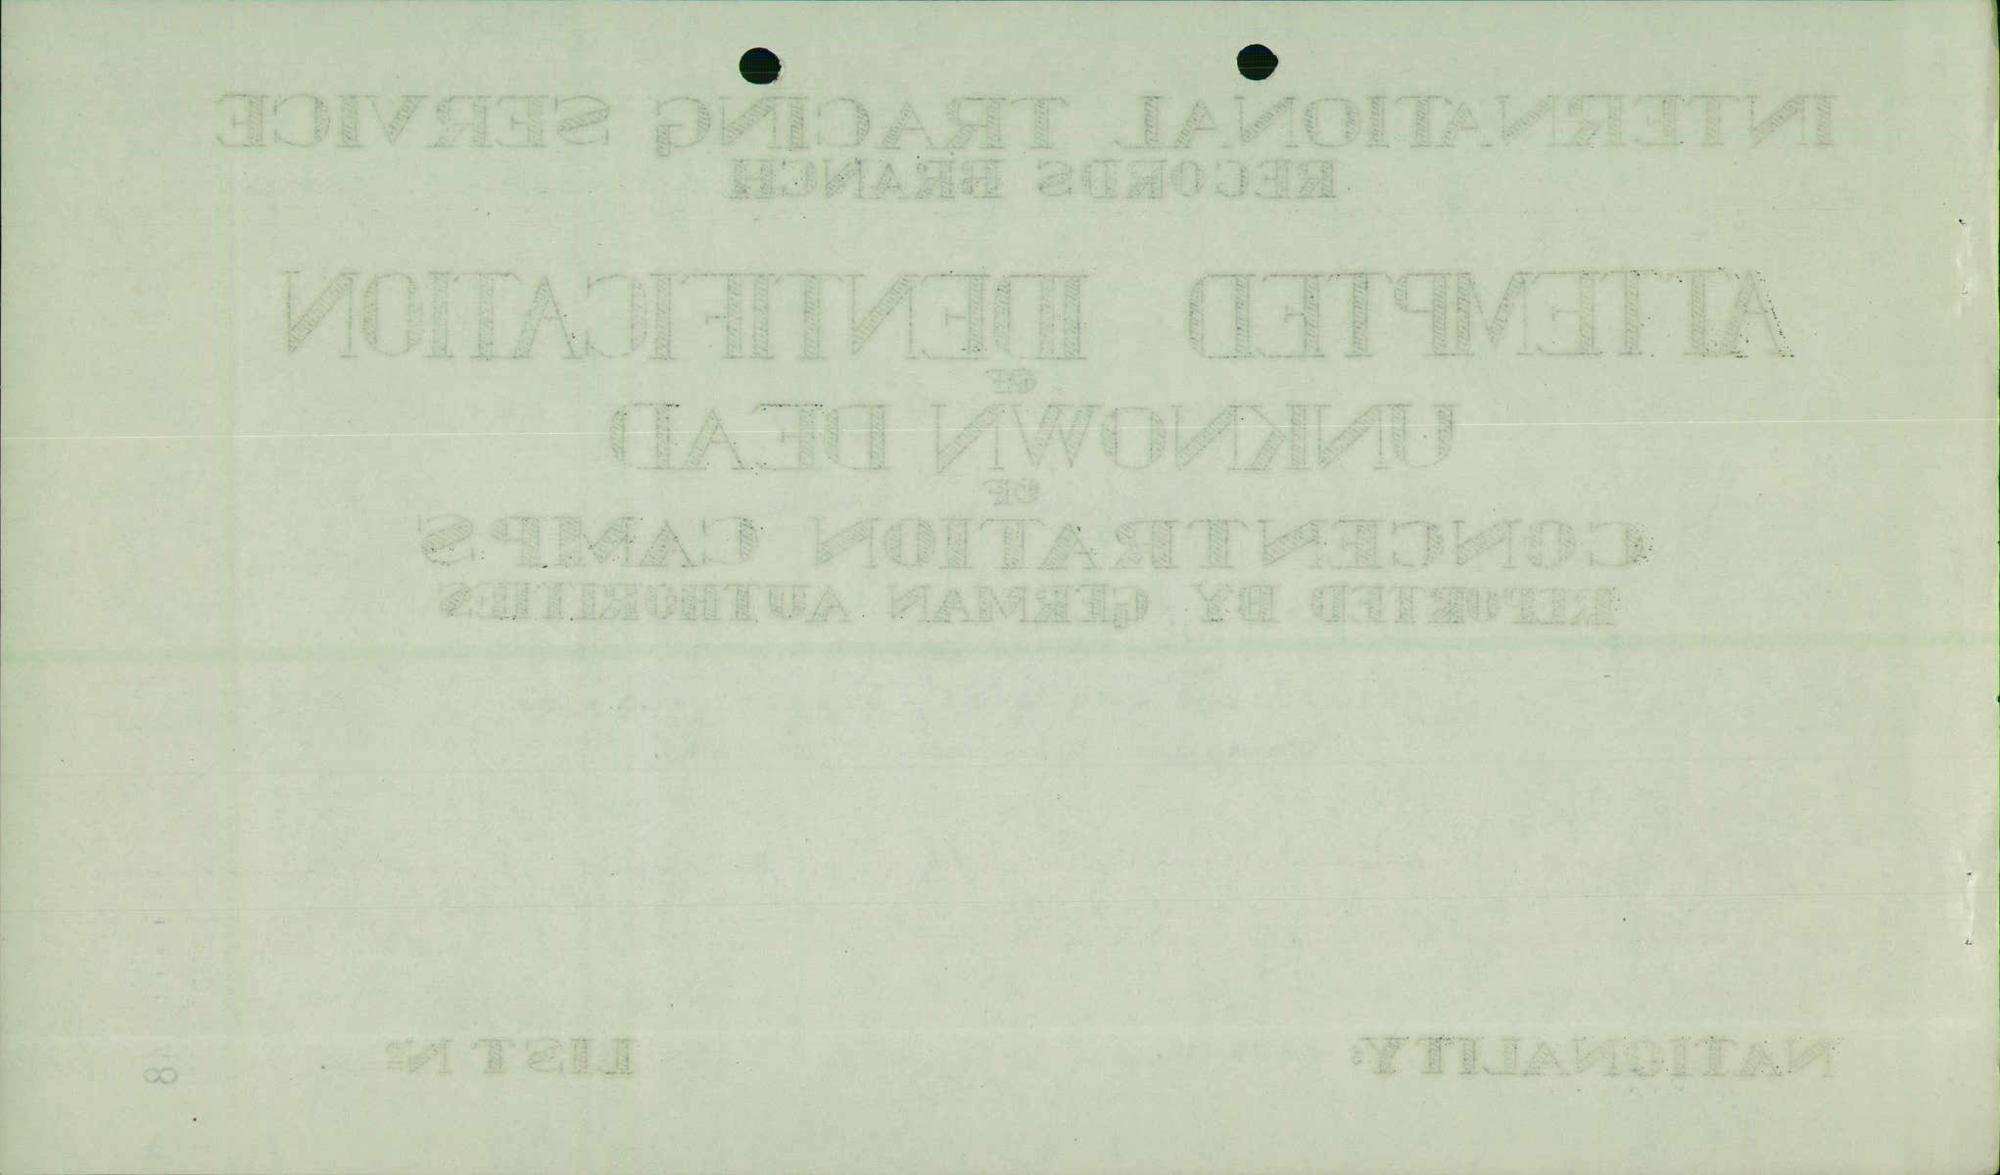 INTERNATIONAL TRACING SERVICE
RECORDS BRANCH
ATTEMPTED IDENTIFICATION
OF
UNKNOWN DEAD
OF
CONCENTRATION CAMPS
REPORTED BY GERMAN AUTHORITIES
NATIONALITY: LIST Nº